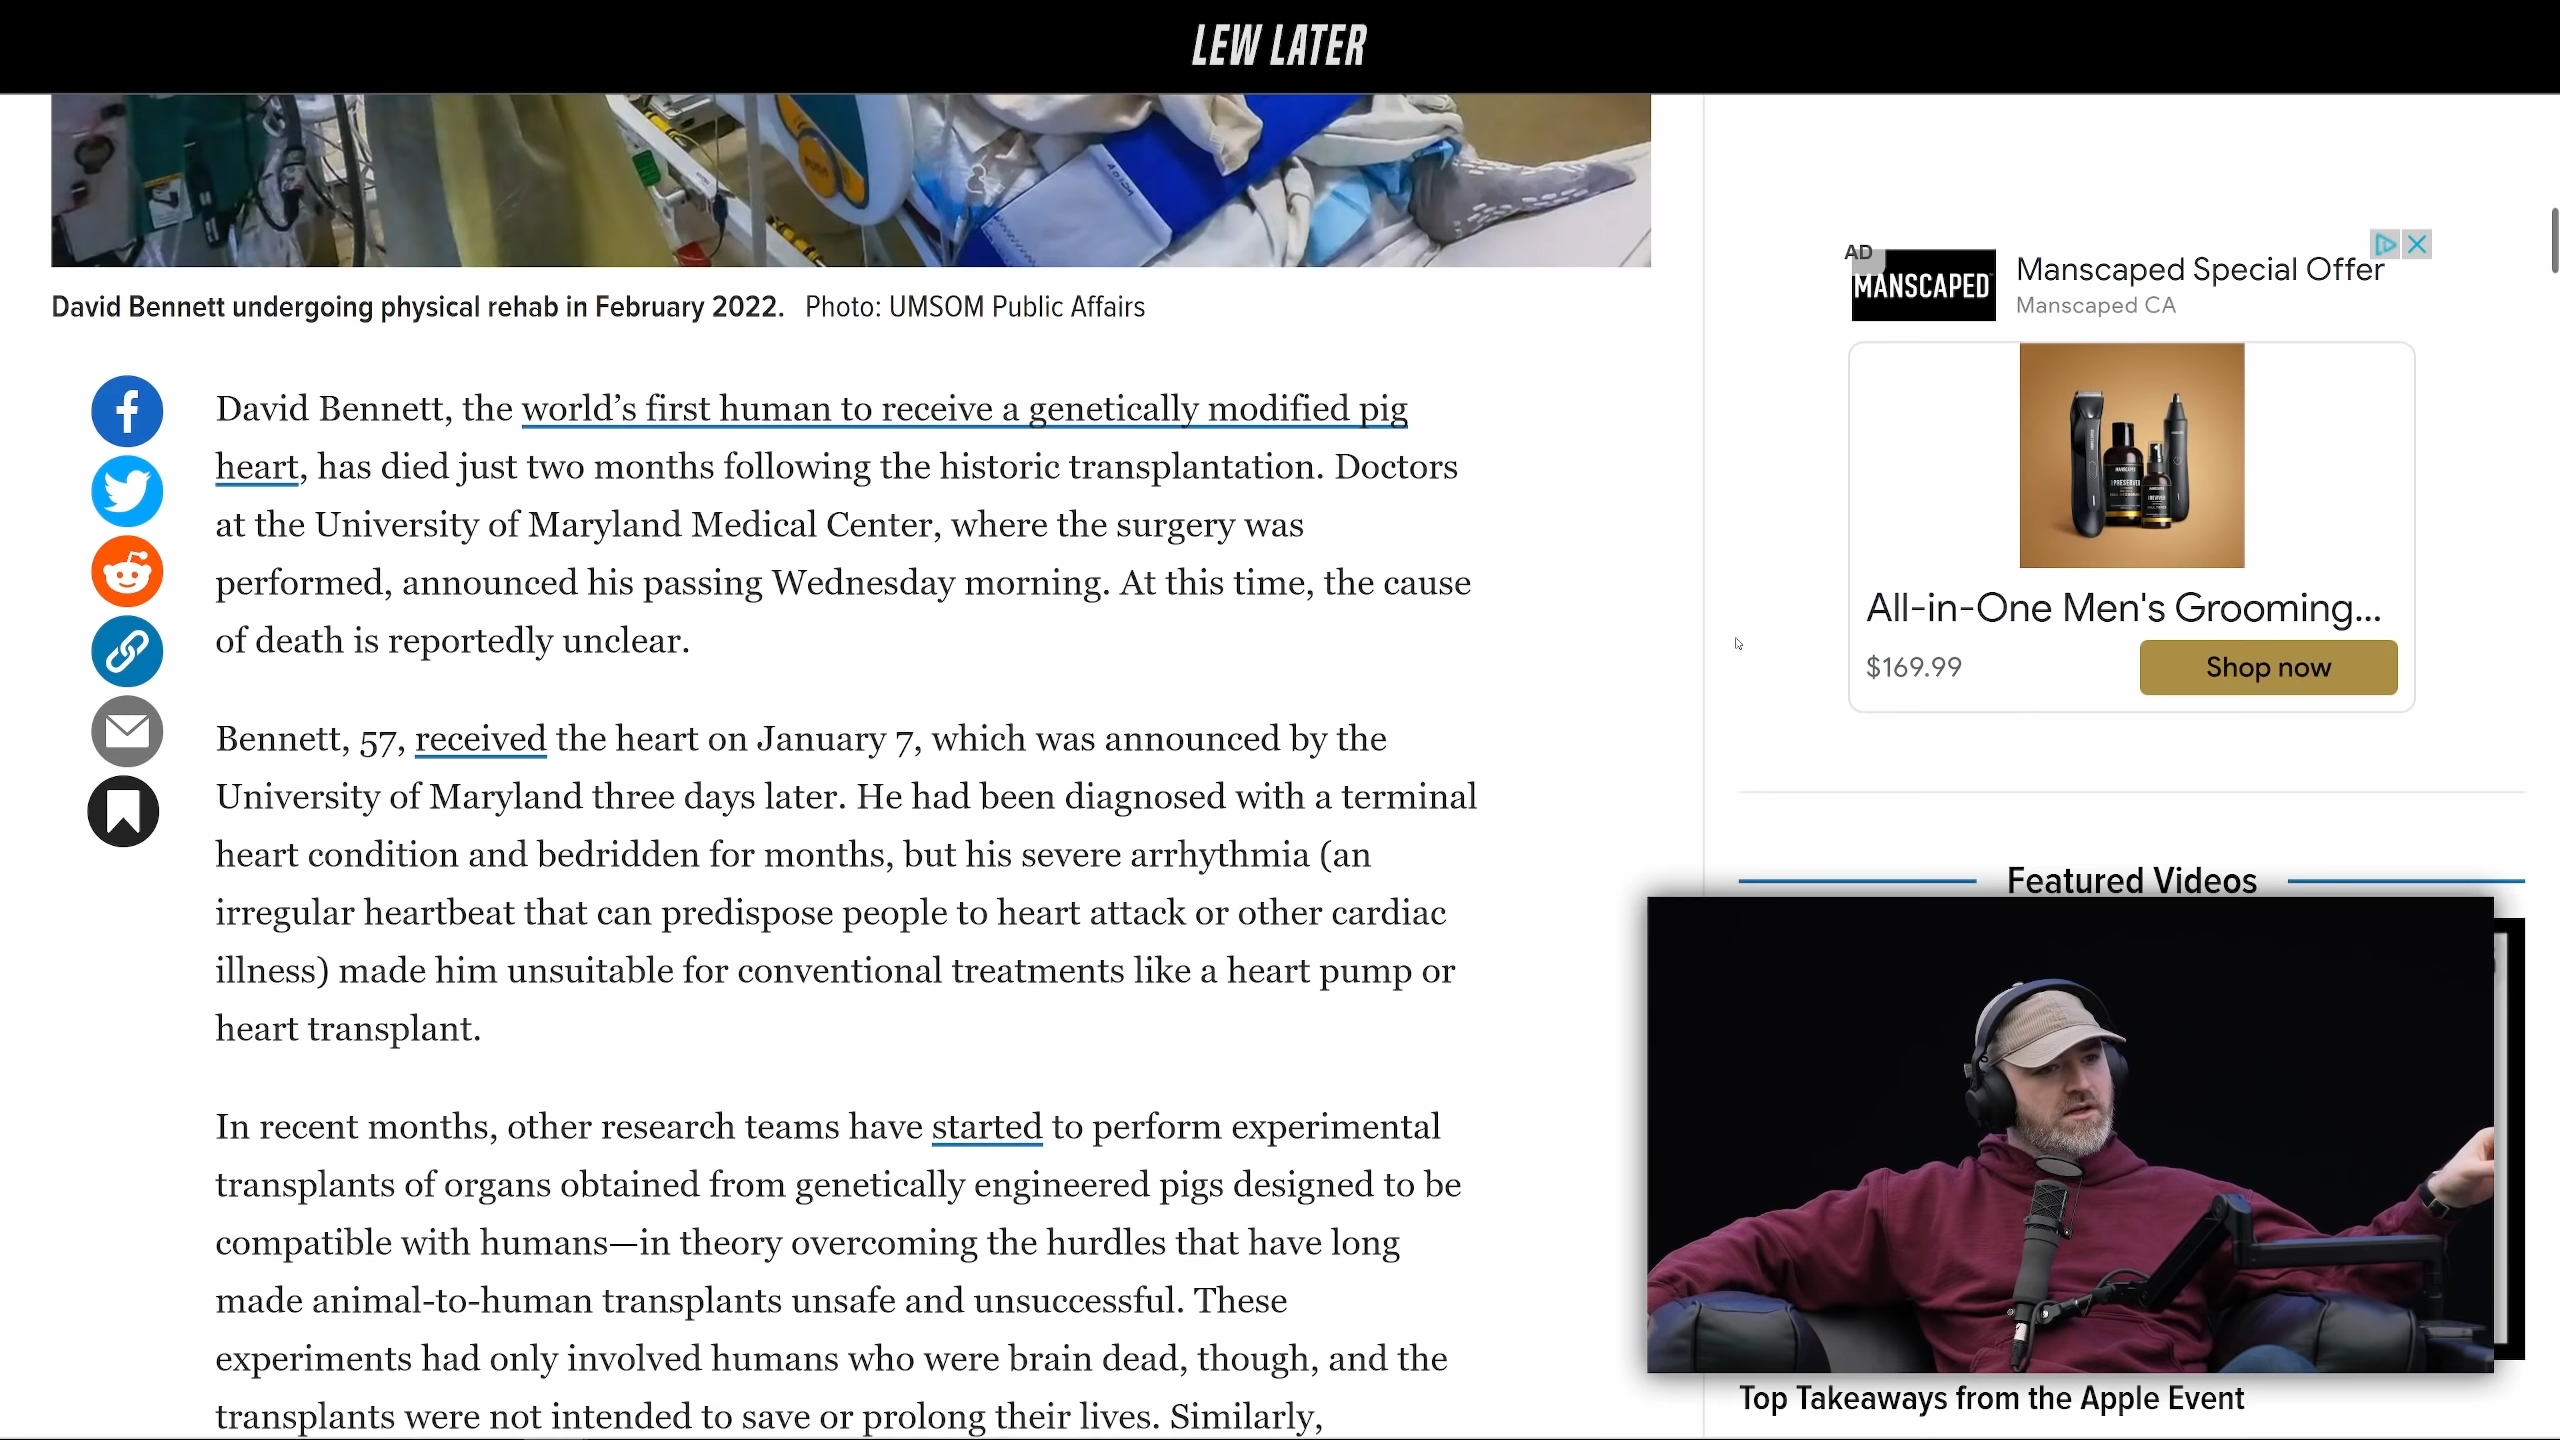 LEW LATER
David Bennett undergoing physical rehab in February 2022. Photo: UMSOM Public Affairs
David Bennett, the world’s first human to receive a genetically modified pig
heart, has died just two months following the historic transplantation. Doctors
at the University of Maryland Medical Center, where the surgery was
performed, announced his passing Wednesday morning. At this time, the cause
of death is reportedly unclear.
Bennett, 57, received the heart on January 7, which was announced by the
University of Maryland three days later. He had been diagnosed with a terminal
heart condition and bedridden for months, but his severe arrhythmia (an
irregular heartbeat that can predispose people to heart attack or other cardiac
illness) made him unsuitable for conventional treatments like a heart pump or
heart transplant.
In recent months, other research teams have started to perform experimental
transplants of organs obtained from genetically engineered pigs designed to be
compatible with humans—in theory overcoming the hurdles that have long
made animal-to-human transplants unsafe and unsuccessful. These
experiments had only involved humans who were brain dead, though, and the
transplants were not intended to save or prolong their lives. Similarly,
AD
MANSCAPED
Manscaped Special Offer
Manscaped CA
All-in-One Men's Grooming...
$169.99
Shop now
Featured Videos
Top Takeaways from the Apple Event